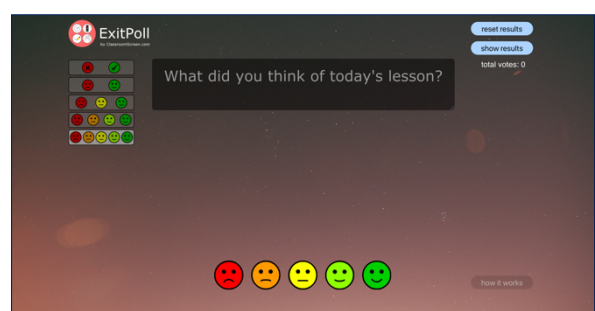 ExitPoll
by Classroomscreen.com
What did you think of today's lesson?
reset results
show results
total votes: 0
how it works